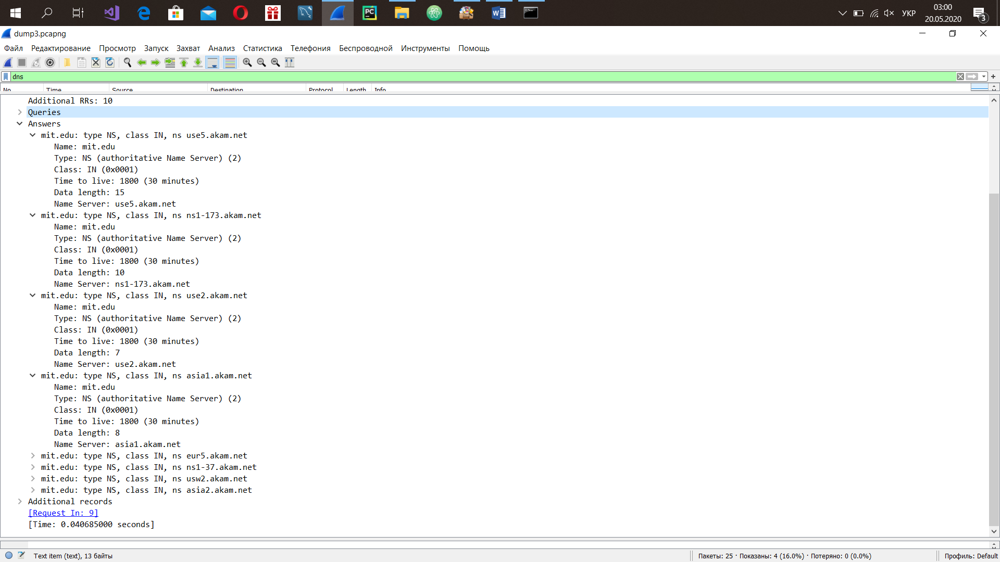 PC
W
УКР
03:00
20.05.2020
3
dump3.pcapng
Файл Редактирование Просмотр Запуск Захват Анализ Статистика Телефония Беспроводной Инструменты Помощь
dns
No. Time Source Destination Protocol Length Info
Additional RRs: 10
Queries
Answers
mit.edu: type NS, class IN, ns use5.akam.net
Name: mit.edu
Type: NS (authoritative Name Server) (2)
Class: IN (0x0001)
Time to live: 1800 (30 minutes)
Data length: 15
Name Server: use5.akam.net
mit.edu: type NS, class IN, ns ns1-173.akam.net
Name: mit.edu
Type: NS (authoritative Name Server) (2)
Class: IN (0x0001)
Time to live: 1800 (30 minutes)
Data length: 10
Name Server: ns1-173.akam.net
mit.edu: type NS, class IN, ns use2.akam.net
Name: mit.edu
Type: NS (authoritative Name Server) (2)
Class: IN (0x0001)
Time to live: 1800 (30 minutes)
Data length: 7
Name Server: use2.akam.net
mit.edu: type NS, class IN, ns asia1.akam.net
Name: mit.edu
Type: NS (authoritative Name Server) (2)
Class: IN (0x0001)
Time to live: 1800 (30 minutes)
Data length: 8
Name Server: asia1.akam.net
mit.edu: type NS, class IN, ns eur5.akam.net
mit.edu: type NS, class IN, ns ns1-37.akam.net
mit.edu: type NS, class IN, ns usw2.akam.net
mit.edu: type NS, class IN, ns asia2.akam.net
Additional records
[Request In: 9]
[Time: 0.040685000 seconds]
Text item (text), 13 байты
Пакеты: 25 · Показаны: 4 (16.0%) · Потеряно: 0 (0.0%)
Профиль: Default